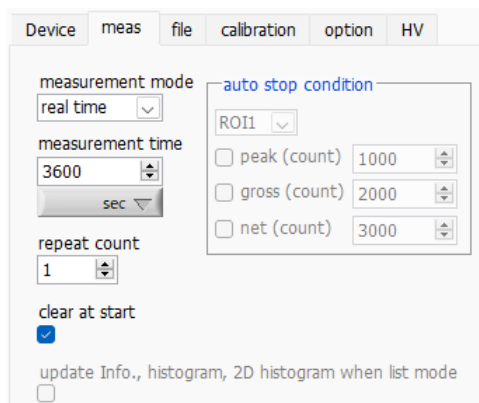 Device meas file calibration option HV
measurement mode
real time
measurement time
3600
sec
repeat count
1
clear at start
auto stop condition
ROI1
peak (count) 1000
gross (count) 2000
net (count) 3000
update Info., histogram, 2D histogram when list mode